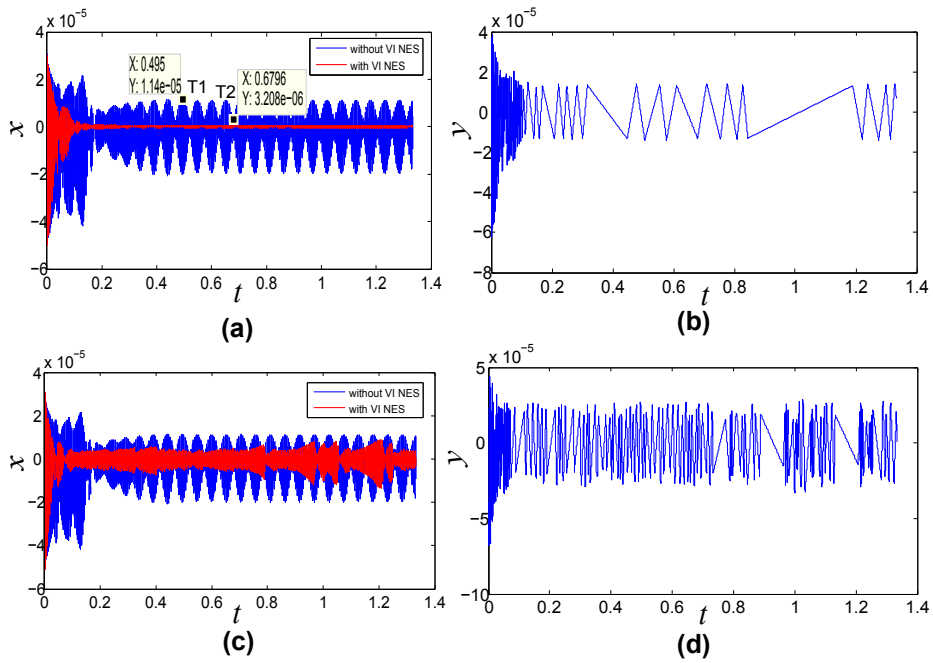 x 10⁻⁵
4
2
0
−2
−4
−6
x
0 0.2 0.4 0.6 0.8 1 1.2 1.4
t
X: 0.495
Y: 1.14e-05
T1
T2
X: 0.6796
Y: 3.208e-06
without VI NES
with VI NES
(a)
x 10⁻⁵
4
2
0
−2
−4
−6
−8
y
0 0.2 0.4 0.6 0.8 1 1.2 1.4
t
(b)
x 10⁻⁵
4
2
0
−2
−4
−6
x
0 0.2 0.4 0.6 0.8 1 1.2 1.4
t
without VI NES
with VI NES
(c)
x 10⁻⁵
5
0
−5
−10
y
0 0.2 0.4 0.6 0.8 1 1.2 1.4
t
(d)